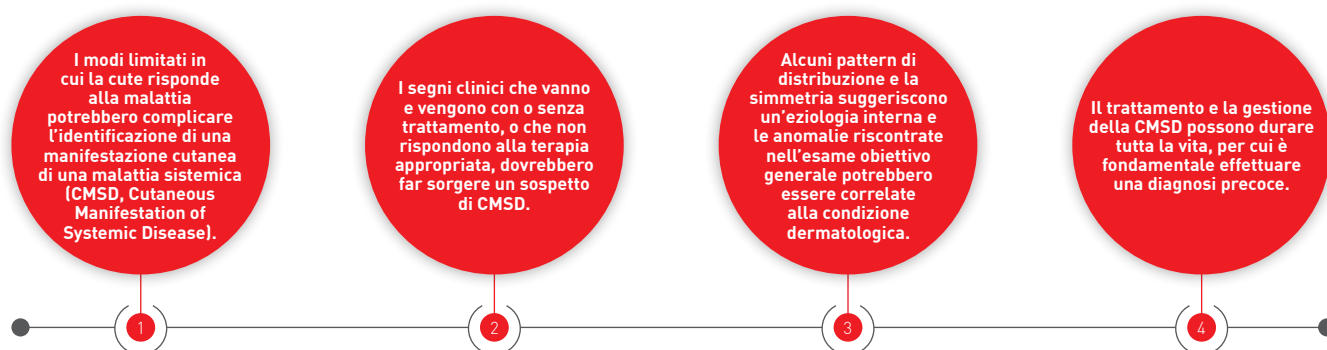 I modi limitati in
cui la cute risponde
alla malattia
potrebbero complicare
l'identificazione di una
manifestazione cutanea
di una malattia sistemica
(CMSD, Cutaneous
Manifestation of
Systemic Disease).
I segni clinici che vanno
e vengono con o senza
trattamento, o che non
rispondono alla terapia
appropriata, dovrebbero
far sorgere un sospetto
di CMSD.
Alcuni pattern di
distribuzione e la
simmetria suggeriscono
un'eziologia interna e
le anomalie riscontrate
nell'esame obiettivo
generale potrebbero
essere correlate
alla condizione
dermatologica.
Il trattamento e la gestione
della CMSD possono durare
tutta la vita, per cui è
fondamentale effettuare
una diagnosi precoce.
1
2
3
4